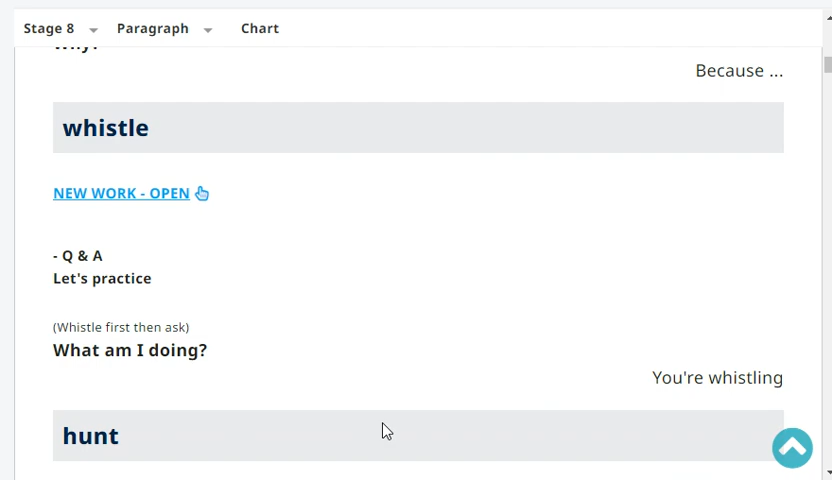 Stage 8 Paragraph Chart
Why?
Because ...
whistle
NEW WORK - OPEN
- Q & A
Let's practice
(Whistle first then ask)
What am I doing?
You're whistling
hunt